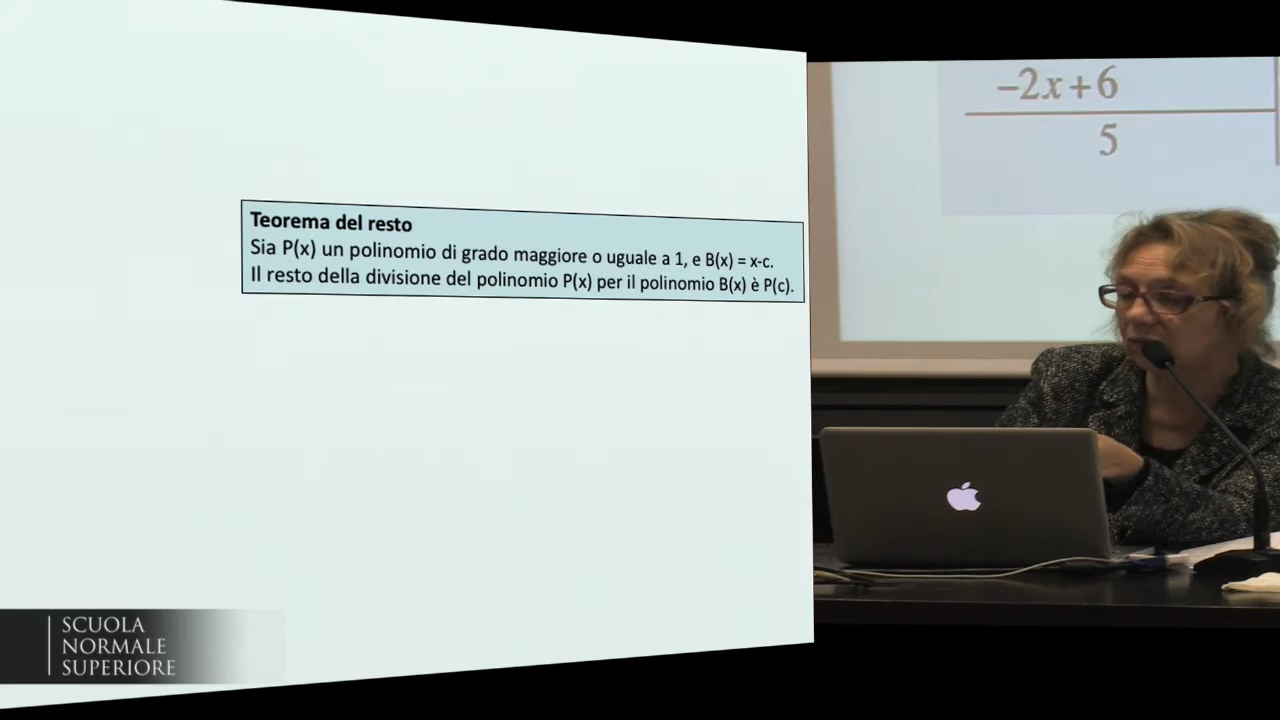 Teorema del resto
Sia P(x) un polinomio di grado maggiore o uguale a 1, e B(x) = x-c.
Il resto della divisione del polinomio P(x) per il polinomio B(x) è P(c).
−2x+6
5
SCUOLA
NORMALE
SUPERIORE